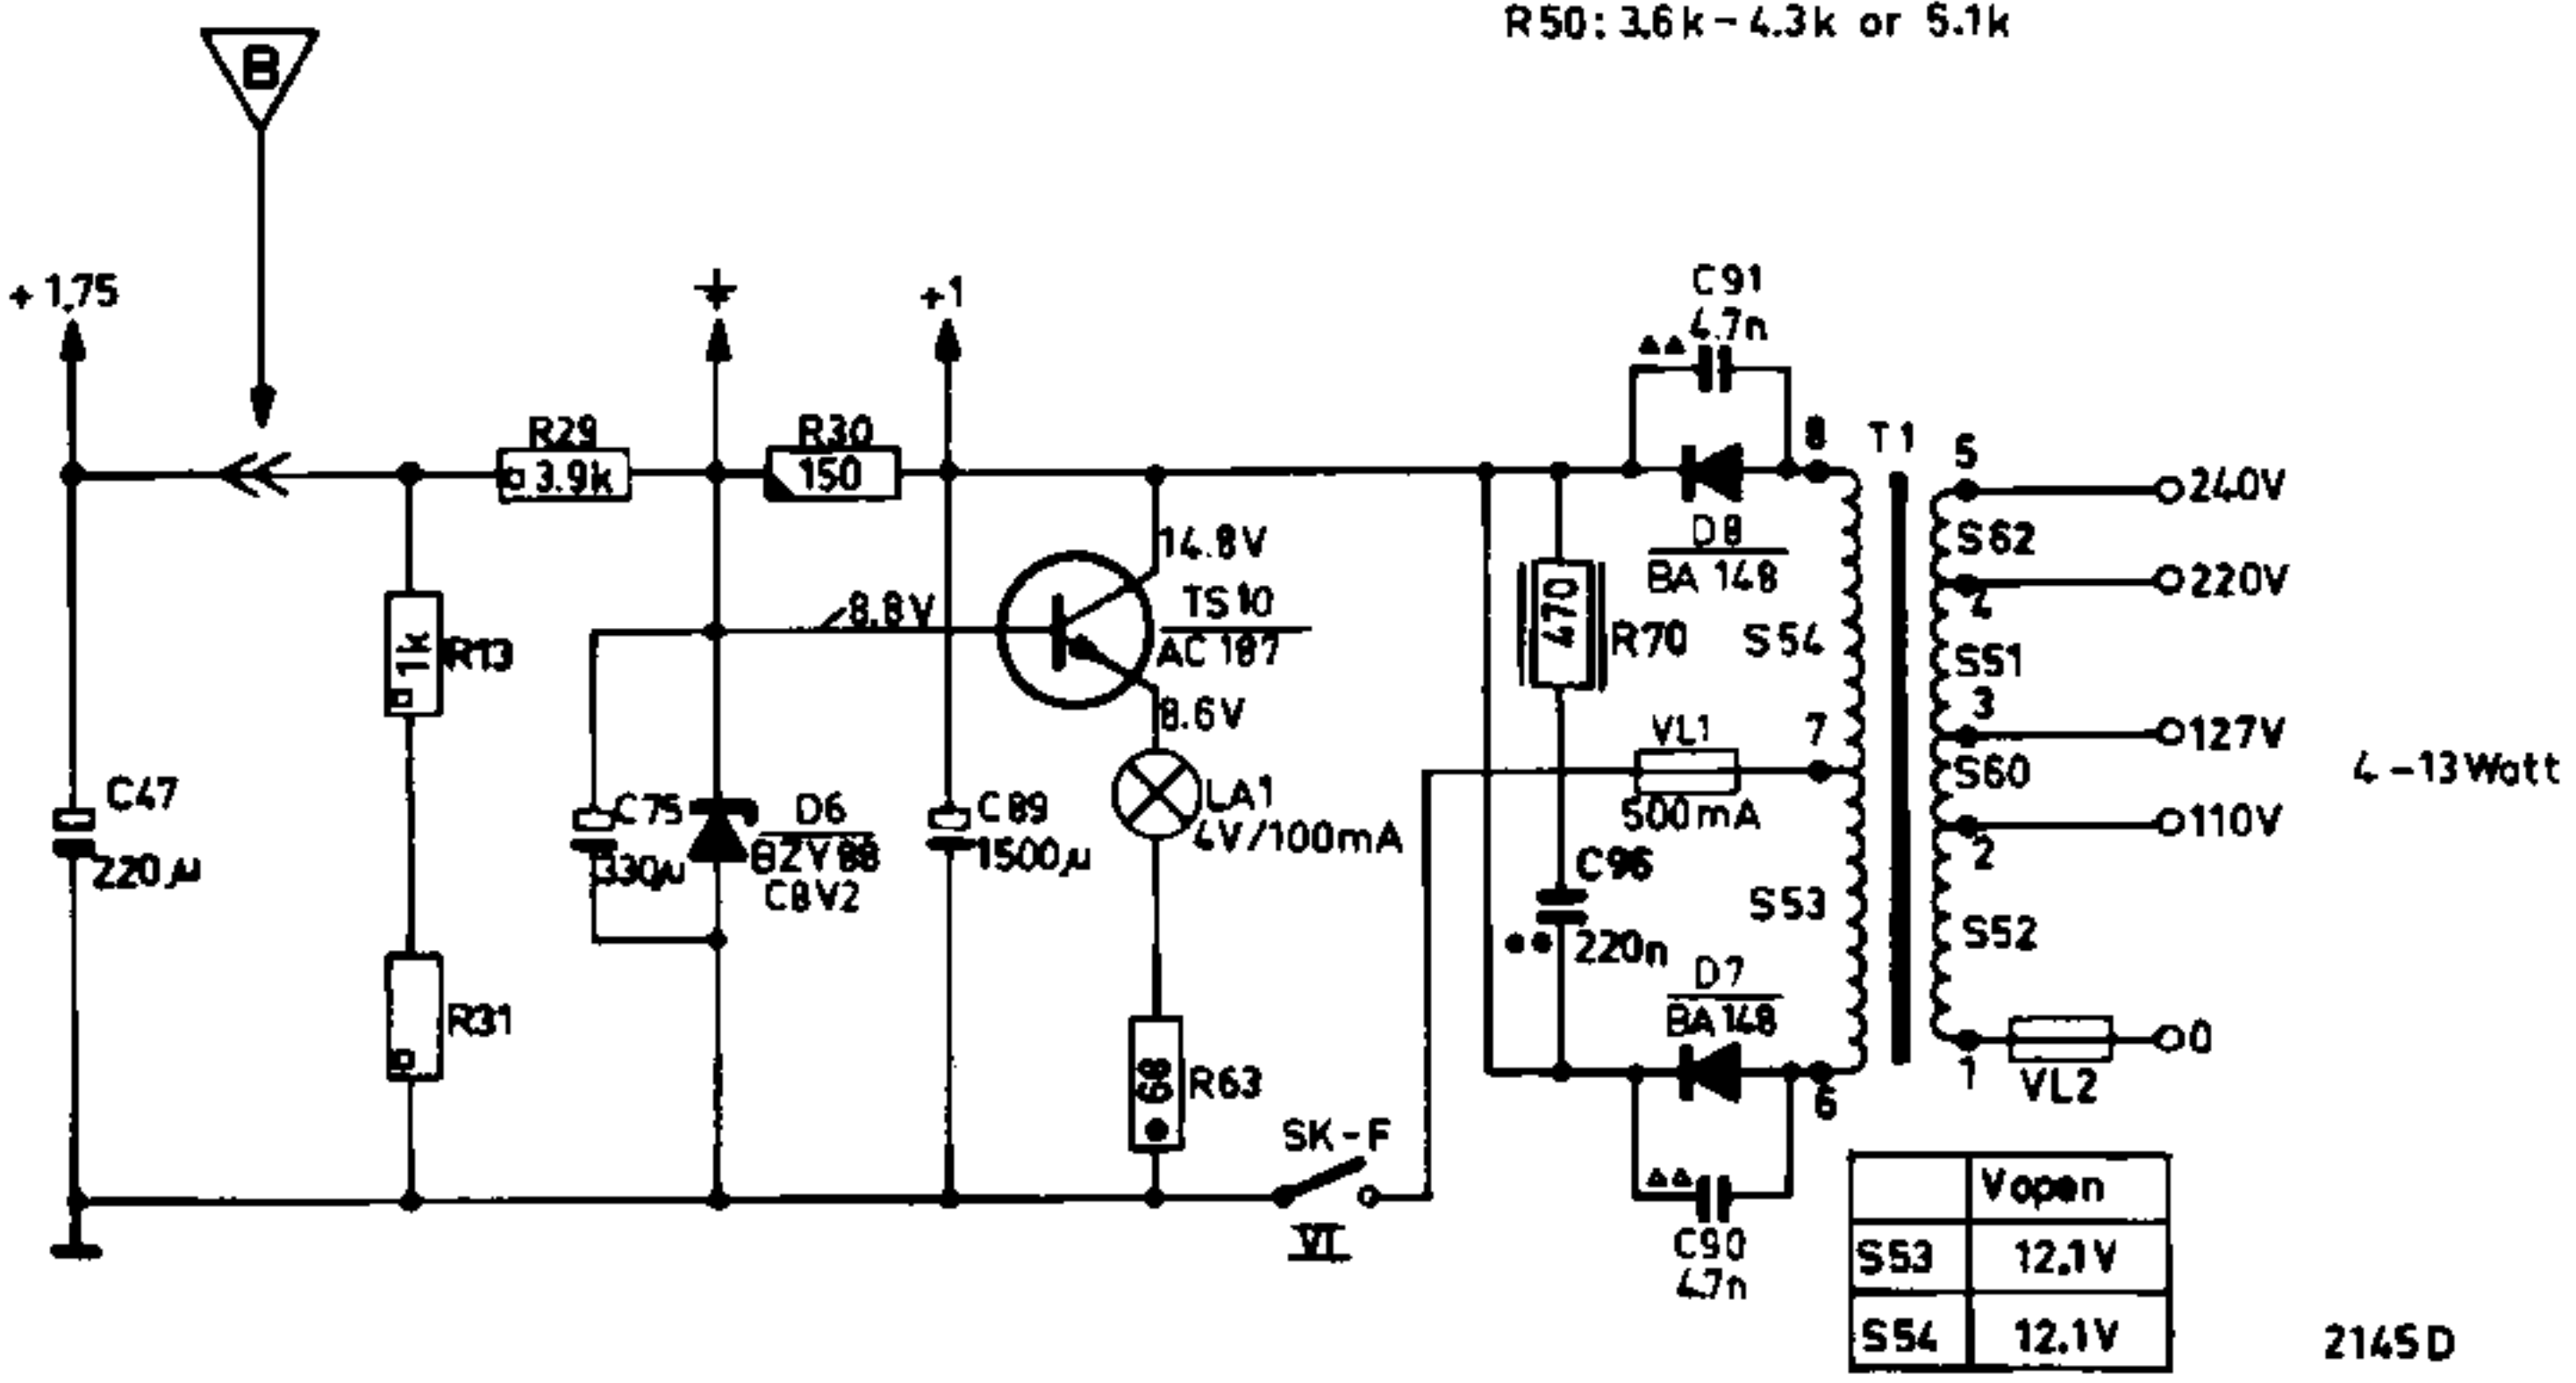 R50: 3.6k - 4.3k or 5.1k
B
+ 1,75
+1
C91
4.7n
R29
3.9k
R30
150
8
T1
5
240V
14.8V
D8
BA 148
S62
220V
4
8.8V
TS10
AC 187
470
R70
S54
1k
R13
S51
3
8.6V
VL1
7
127V
500mA
S60
4-13Watt
C47
220µ
C75
330µ
D6
BZY88
C8V2
C89
1500µ
LA1
4V/100mA
110V
2
C96
220n
S53
S52
D7
BA 148
R31
68
R63
6
1
VL2
0
SK-F
VI
C90
4.7n
Vopen
S53 12.1V
S54 12.1V
2145D